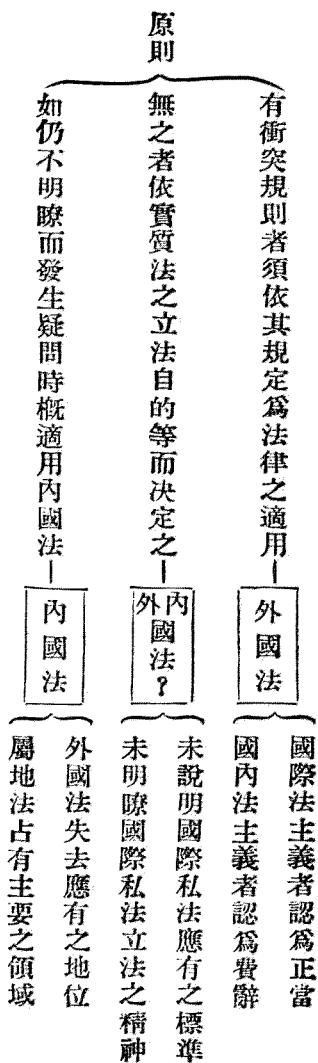 原則
有衝突規則者須依其規定爲法律之適用
外國法
國際法主義者認爲正當
國內法主義者認爲費辭
無之者依實質法之立法自的等而決定之
內外國法?
未說明國際私法應有之標準
未明瞭國際私法立法之精神
如仍不明瞭而發生疑問時槪適用內國法
內國法
外國法失去應有之地位
屬地法占有主要之領域